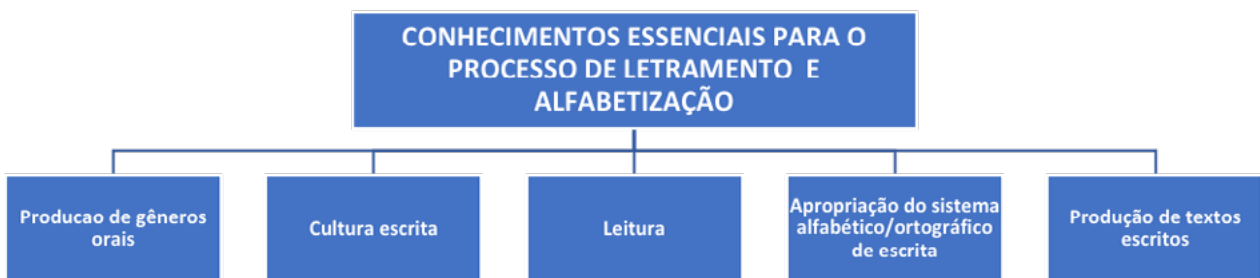 CONHECIMENTOS ESSENCIAIS PARA O
PROCESSO DE LETRAMENTO E
ALFABETIZAÇÃO
Producao de gêneros
orais
Cultura escrita
Leitura
Apropriação do sistema
alfabético/ortográfico
de escrita
Produção de textos
escritos